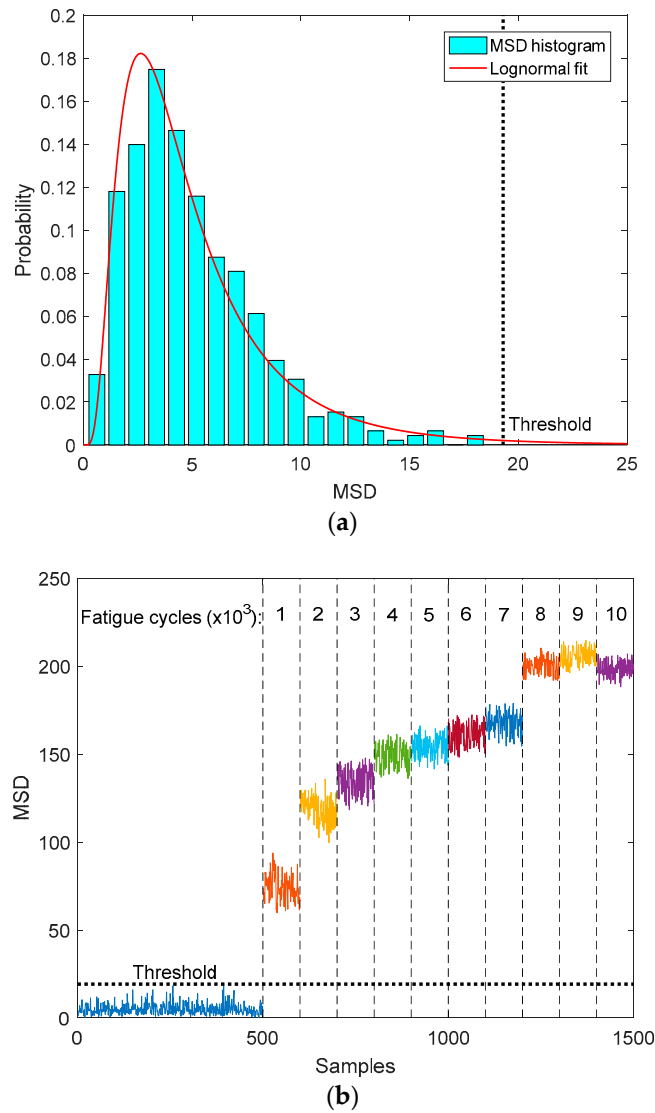 0.2
0.18
0.16
0.14
0.12
0.1
0.08
0.06
0.04
0.02
0
Probability
MSD histogram
Lognormal fit
Threshold
0 5 10 15 20 25
MSD
(a)
250
200
150
100
50
0
MSD
Fatigue cycles (x10³): 1 2 3 4 5 6 7 8 9 10
Threshold
0 500 1000 1500
Samples
(b)